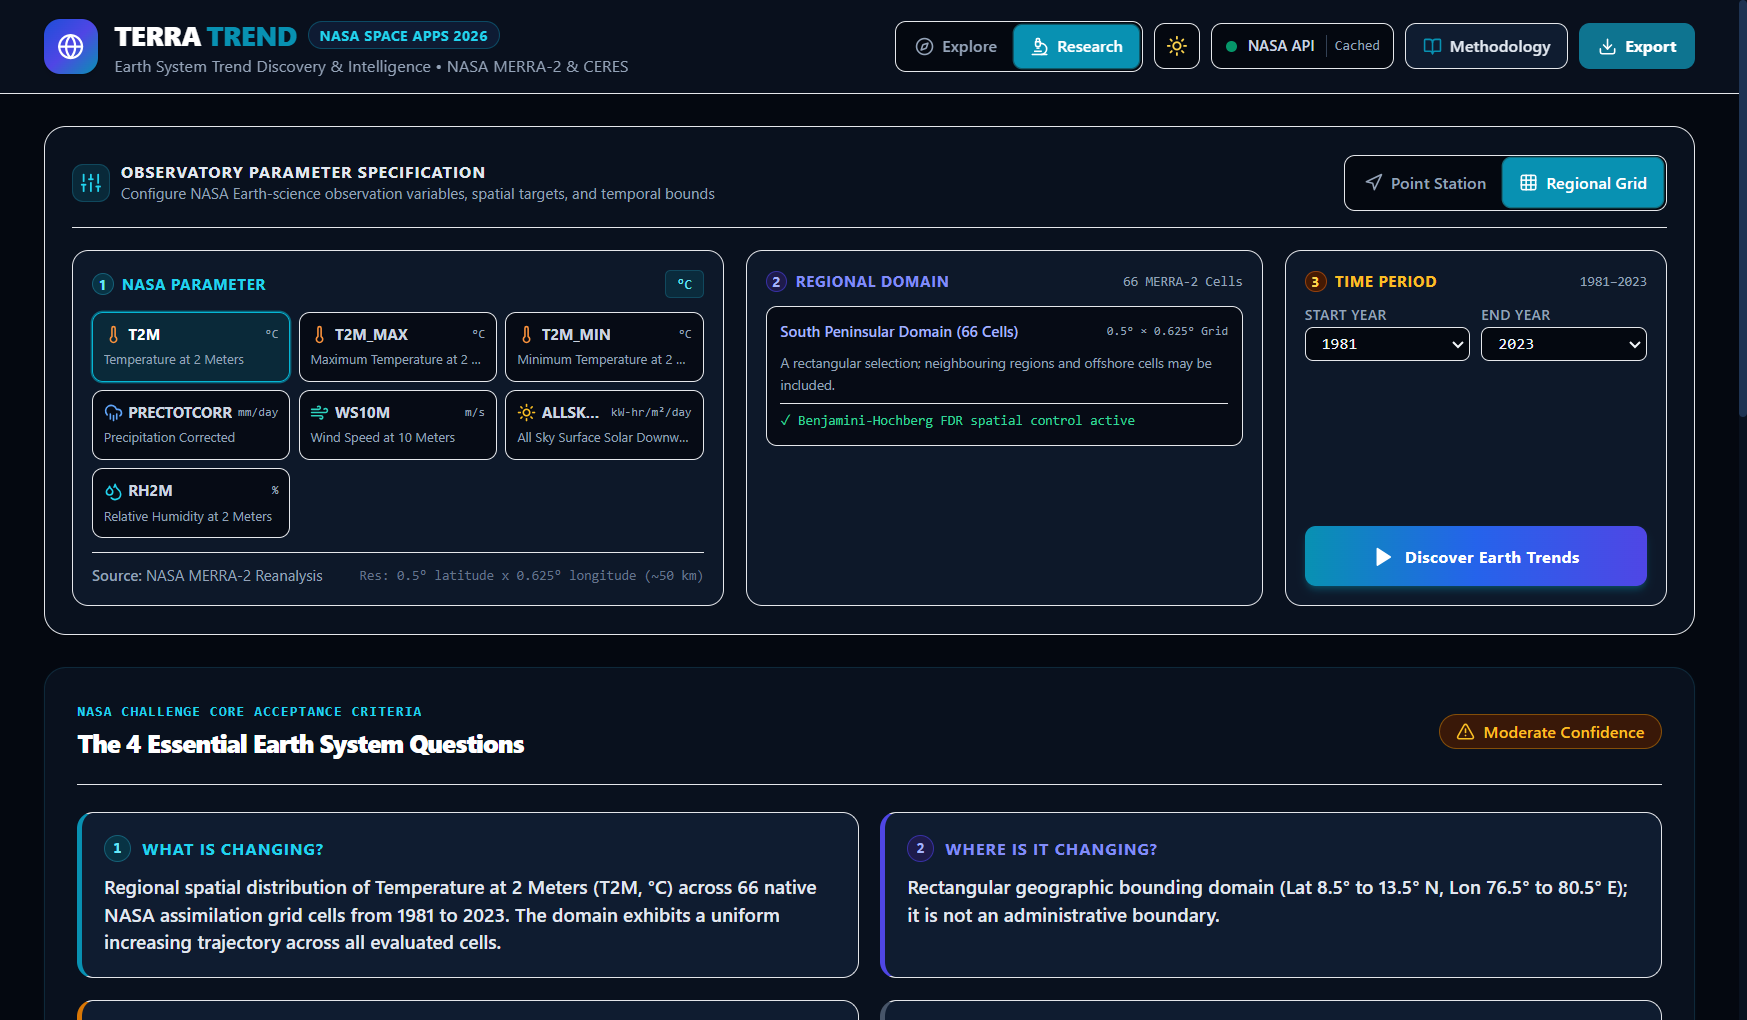 TERRA TREND
NASA SPACE APPS 2026
Earth System Trend Discovery & Intelligence • NASA MERRA-2 & CERES
Explore
Research
NASA API
Cached
Methodology
Export
OBSERVATORY PARAMETER SPECIFICATION
Configure NASA Earth-science observation variables, spatial targets, and temporal bounds
Point Station
Regional Grid
1 NASA PARAMETER
°C
T2M °C
Temperature at 2 Meters
T2M_MAX °C
Maximum Temperature at 2 ...
T2M_MIN °C
Minimum Temperature at 2 ...
PRECTOTCORR mm/day
Precipitation Corrected
WS10M m/s
Wind Speed at 10 Meters
ALLSK... kW-hr/m²/day
All Sky Surface Solar Downw...
RH2M %
Relative Humidity at 2 Meters
Source: NASA MERRA-2 Reanalysis
Res: 0.5° latitude x 0.625° longitude (~50 km)
2 REGIONAL DOMAIN
66 MERRA-2 Cells
South Peninsular Domain (66 Cells)
0.5° × 0.625° Grid
A rectangular selection; neighbouring regions and offshore cells may be
included.
✓ Benjamini-Hochberg FDR spatial control active
3 TIME PERIOD
1981–2023
START YEAR
1981
END YEAR
2023
Discover Earth Trends
NASA CHALLENGE CORE ACCEPTANCE CRITERIA
The 4 Essential Earth System Questions
Moderate Confidence
1 WHAT IS CHANGING?
Regional spatial distribution of Temperature at 2 Meters (T2M, °C) across 66 native
NASA assimilation grid cells from 1981 to 2023. The domain exhibits a uniform
increasing trajectory across all evaluated cells.
2 WHERE IS IT CHANGING?
Rectangular geographic bounding domain (Lat 8.5° to 13.5° N, Lon 76.5° to 80.5° E);
it is not an administrative boundary.